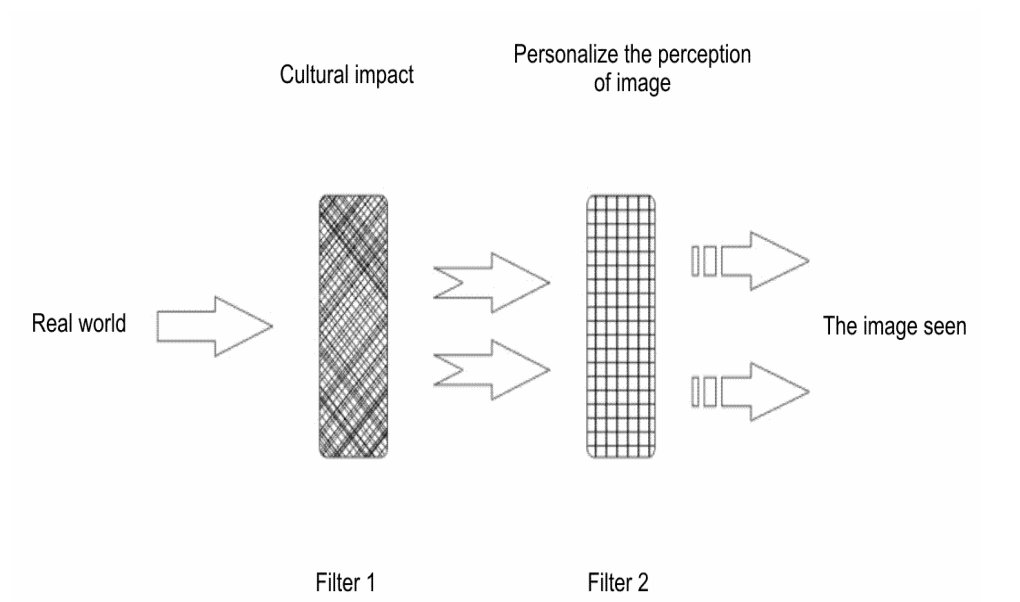 Cultural impact
Personalize the perception
of image
Real world
The image seen
Filter 1
Filter 2